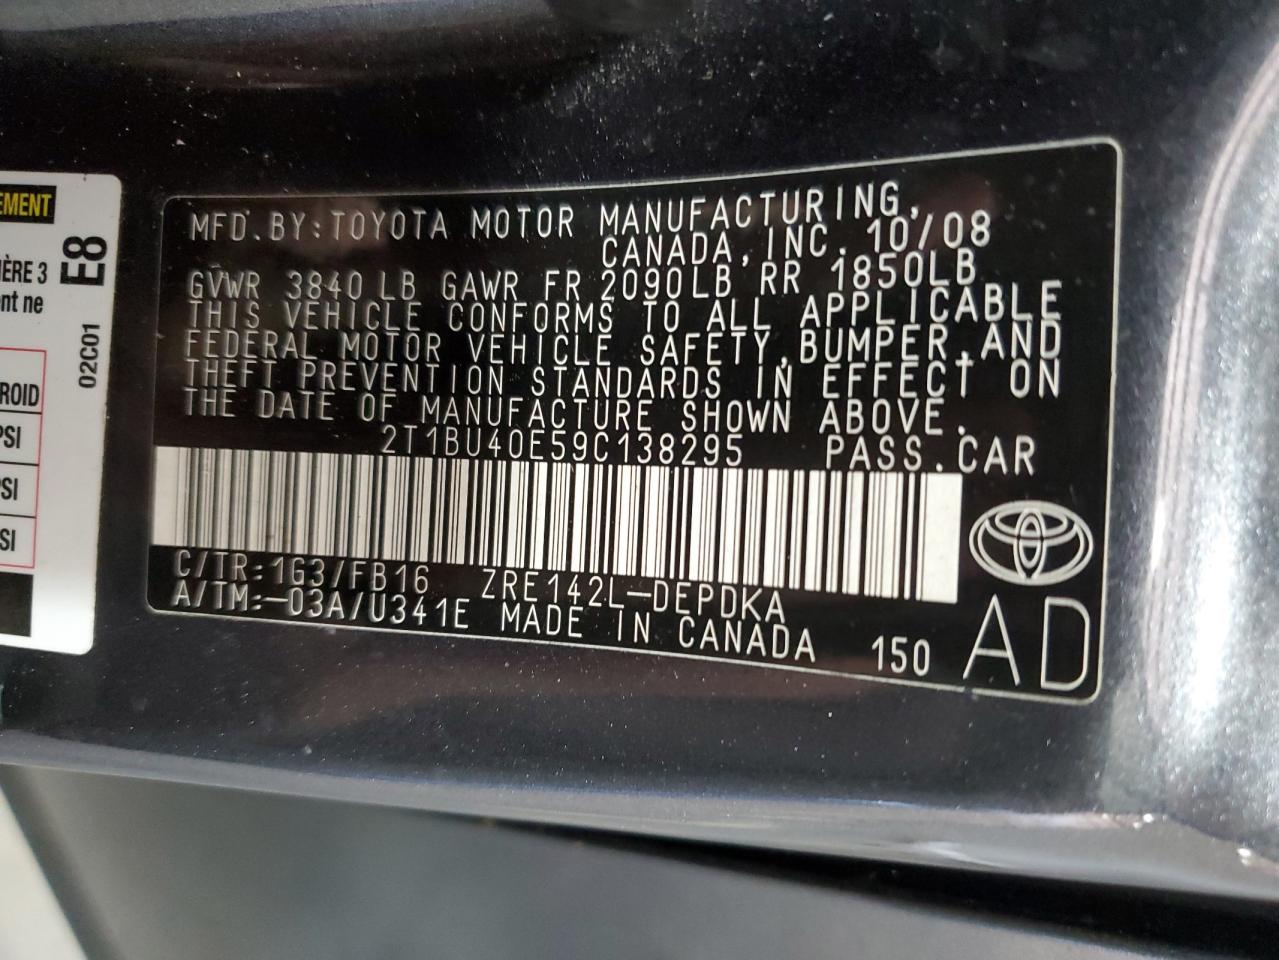 EMENT
IÈRE 3
nt ne
E8
02C01
ROID
PSI
PSI
SI
MFD. BY: TOYOTA MOTOR MANUFACTURING,
CANADA, INC. 10/08
GVWR 3840 LB GAWR FR 2090LB RR 1850LB
THIS VEHICLE CONFORMS TO ALL APPLICABLE
FEDERAL MOTOR VEHICLE SAFETY, BUMPER, AND
THEFT PREVENTION STANDARDS IN EFFECT ON
THE DATE OF MANUFACTURE SHOWN ABOVE.
2T1BU40E59C138295 PASS. CAR
C/TR: 1G3/FB16 ZRE142L-DEPDKA
A/TM:-03A/U341E MADE IN CANADA 150 AD